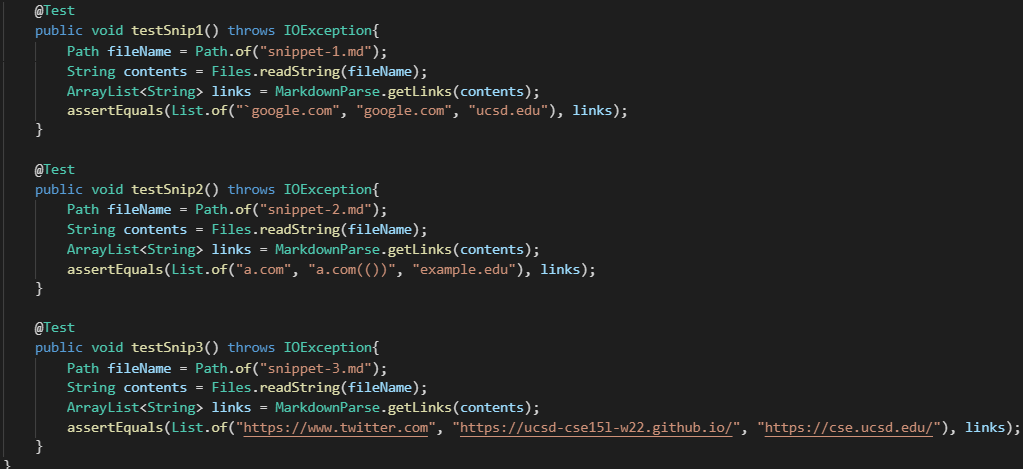 @Test
public void testSnip1() throws IOException{
Path fileName = Path.of("snippet-1.md");
String contents = Files.readString(fileName);
ArrayList<String> links = MarkdownParse.getLinks(contents);
assertEquals(List.of("`google.com", "google.com", "ucsd.edu"), links);
}
@Test
public void testSnip2() throws IOException{
Path fileName = Path.of("snippet-2.md");
String contents = Files.readString(fileName);
ArrayList<String> links = MarkdownParse.getLinks(contents);
assertEquals(List.of("a.com", "a.com(())", "example.edu"), links);
}
@Test
public void testSnip3() throws IOException{
Path fileName = Path.of("snippet-3.md");
String contents = Files.readString(fileName);
ArrayList<String> links = MarkdownParse.getLinks(contents);
assertEquals(List.of("https://www.twitter.com", "https://ucsd-cse15l-w22.github.io/", "https://cse.ucsd.edu/"), links);
}
}